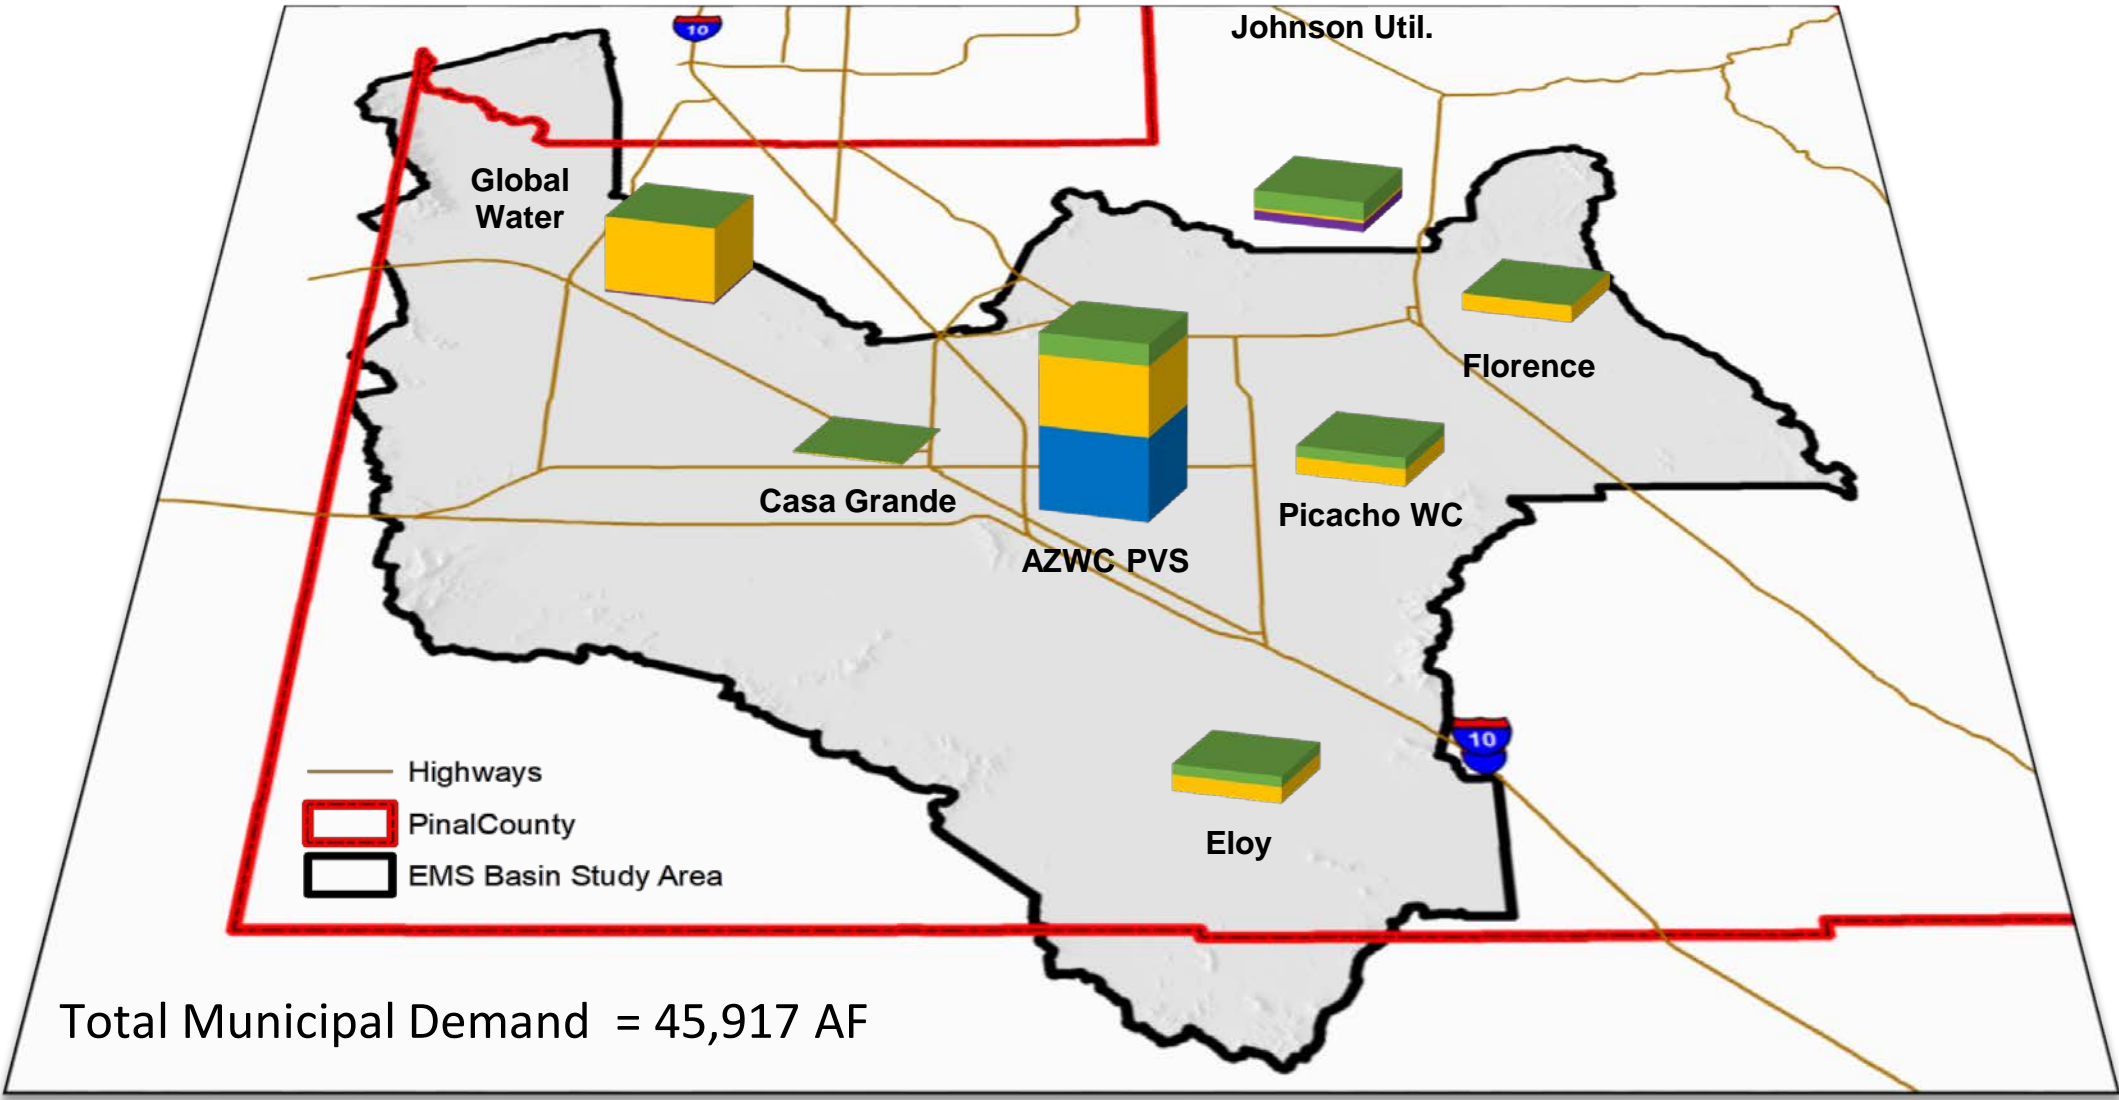 10
Johnson Util.
Global
Water
Florence
Casa Grande
Picacho WC
AZWC PVS
10
Highways
PinalCounty
Eloy
EMS Basin Study Area
Total Municipal Demand = 45,917 AF